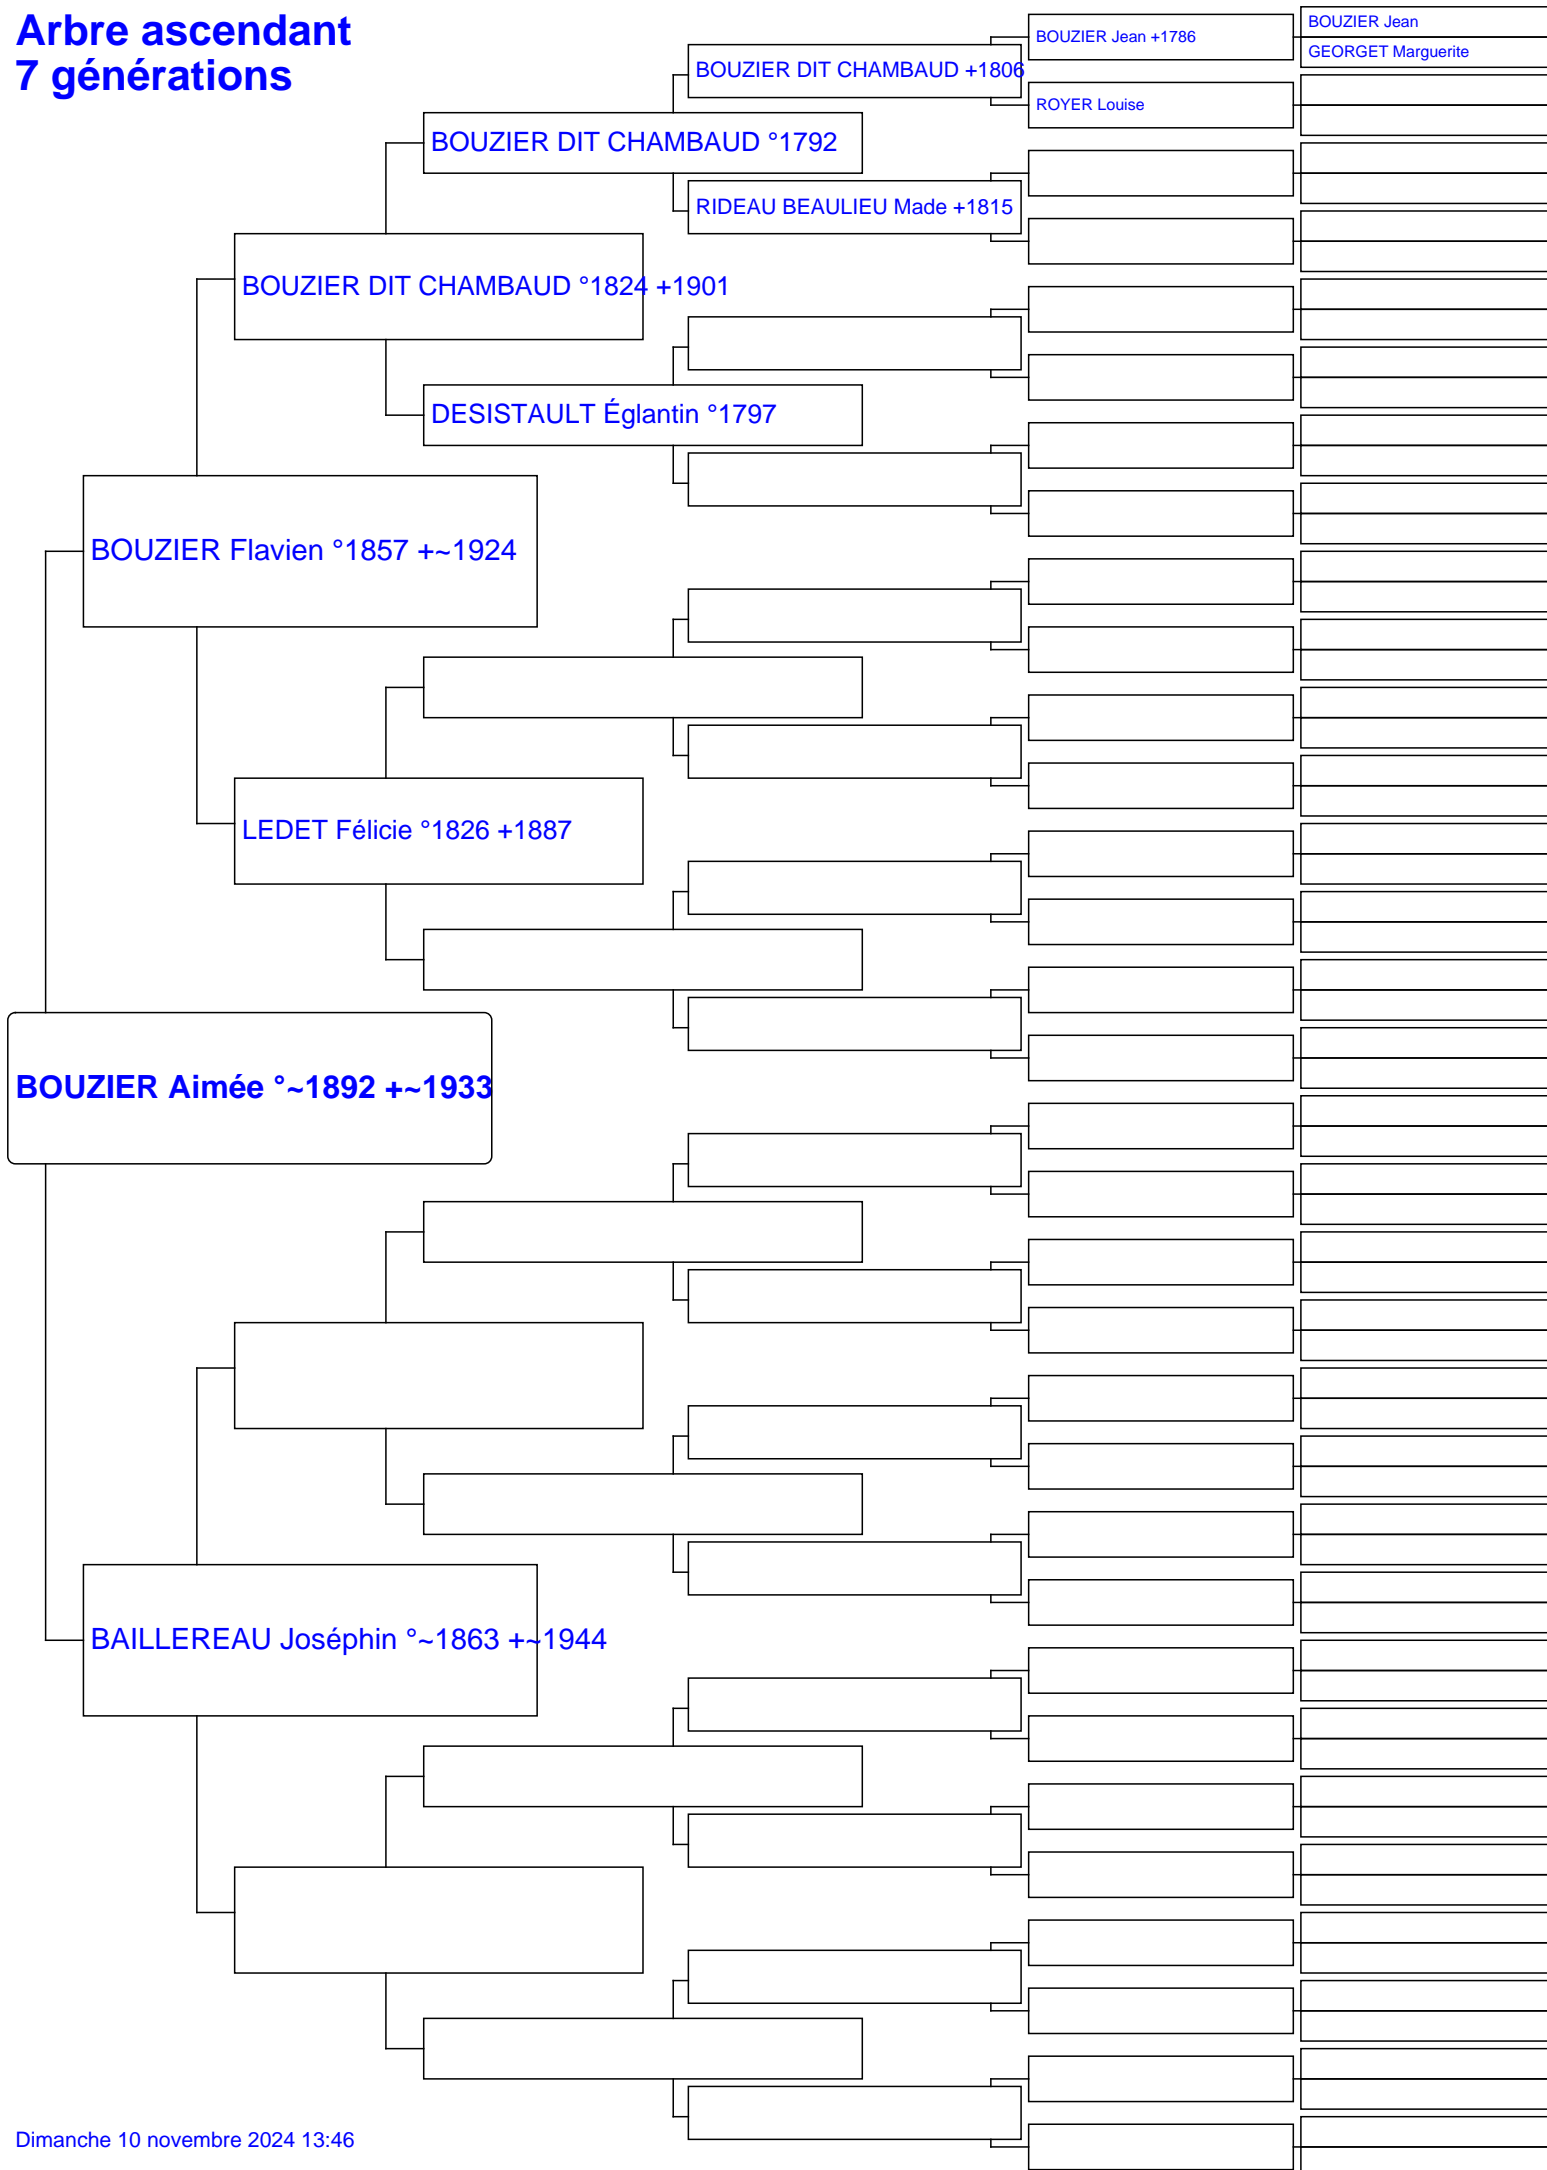 Arbre ascendant
7 générations
BOUZIER Jean
BOUZIER Jean +1786
GEORGET Marguerite
BOUZIER DIT CHAMBAUD +1806
ROYER Louise
BOUZIER DIT CHAMBAUD °1792
RIDEAU BEAULIEU Made +1815
BOUZIER DIT CHAMBAUD °1824 +1901
DESISTAULT Églantin °1797
BOUZIER Flavien °1857 +~1924
LEDET Félicie °1826 +1887
BOUZIER Aimée °~1892 +~1933
BAILLEREAU Joséphin °~1863 +~1944
Dimanche 10 novembre 2024 13:46